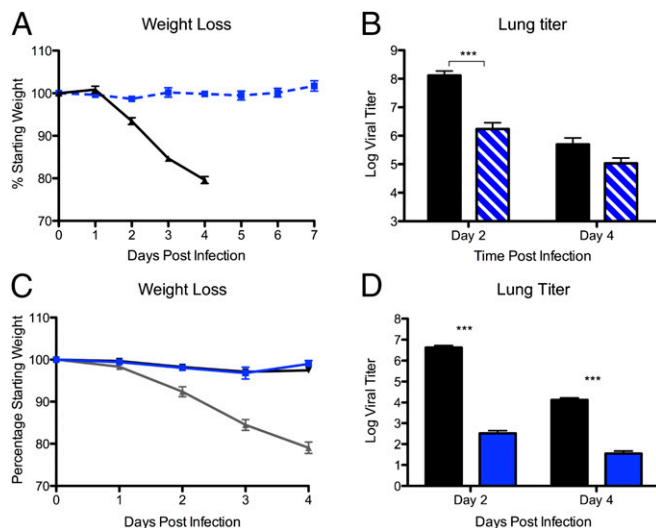 A
Weight Loss
110
100
90
80
70
% Starting Weight
0 1 2 3 4 5 6 7
Days Post Infection
B
Lung titer
9
8
7
6
5
4
3
Log Viral Titer
***
Day 2 Day 4
Time Post Infection
C
Weight Loss
110
100
90
80
70
Percentage Starting Weight
0 1 2 3 4
Days Post Infection
D
Lung Titer
8
7
6
5
4
3
2
1
0
Log Viral Titer
***
***
Day 2 Day 4
Days Post Infection